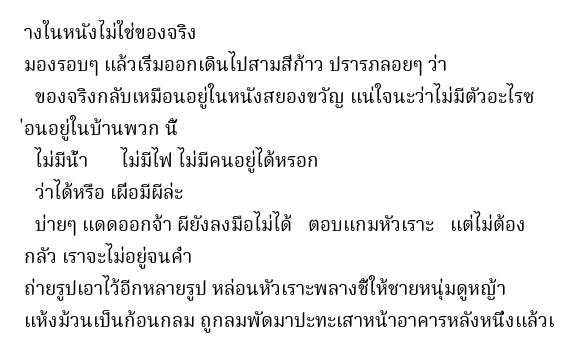 างในหนังไม่ใช่ของจริง
มองรอบๆ แล้วเริ่มออกเดินไปสามสี่ก้าว ปรารภลอยๆ ว่า
ของจริงกลับเหมือนอยู่ในหนังสยองขวัญ แน่ใจนะว่าไม่มีตัวอะไรซ
่อนอยู่ในบ้านพวก นี้
ไม่มีน้ำ ไม่มีไฟ ไม่มีคนอยู่ได้หรอก
ว่าได้หรือ เผื่อมีผีล่ะ
บ่ายๆ แดดออกจ้า ผียังลงมือไม่ได้ ตอบแกมหัวเราะ แต่ไม่ต้อง
กลัว เราจะไม่อยู่จนค่ำ
ถ่ายรูปเอาไว้อีกหลายรูป หล่อนหัวเราะพลางชี้ให้ชายหนุ่มดูหญ้า
แห้งม้วนเป็นก้อนกลม ถูกลมพัดมาปะทะเสาหน้าอาคารหลังหนึ่งแล้วเ